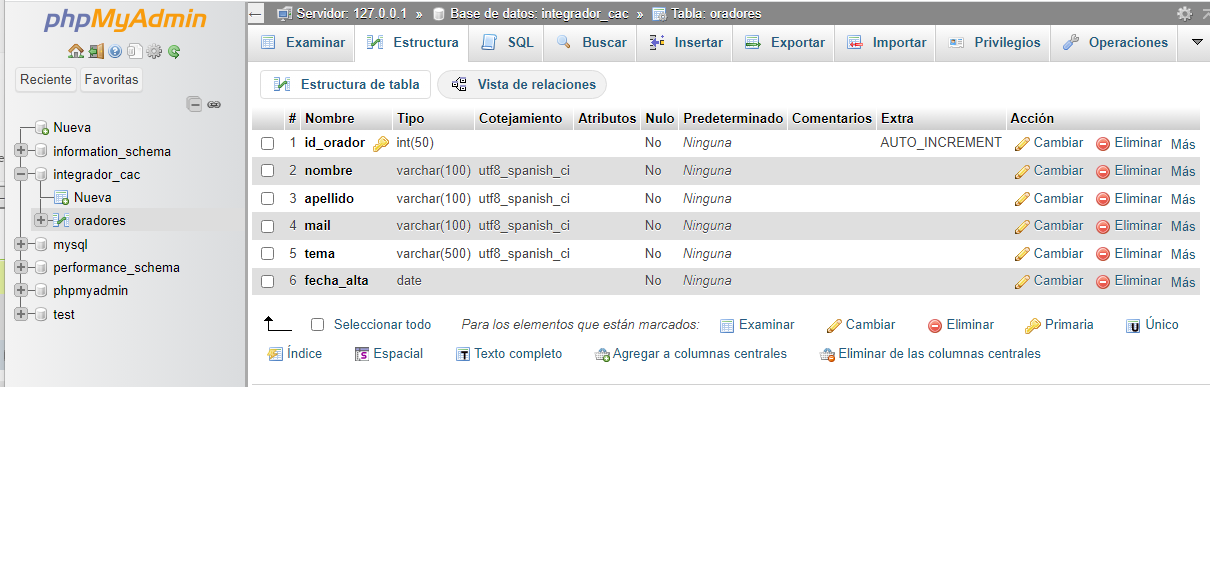 phpMyAdmin
Reciente Favoritas
Nueva
information_schema
integrador_cac
Nueva
oradores
mysql
performance_schema
phpmyadmin
test
Servidor: 127.0.0.1 » Base de datos: integrador_cac » Tabla: oradores
Examinar Estructura SQL Buscar Insertar Exportar Importar Privilegios Operaciones
Estructura de tabla Vista de relaciones
# Nombre Tipo Cotejamiento Atributos Nulo Predeterminado Comentarios Extra Acción
1 id_orador int(50) No Ninguna AUTO_INCREMENT Cambiar Eliminar Más
2 nombre varchar(100) utf8_spanish_ci No Ninguna Cambiar Eliminar Más
3 apellido varchar(100) utf8_spanish_ci No Ninguna Cambiar Eliminar Más
4 mail varchar(100) utf8_spanish_ci No Ninguna Cambiar Eliminar Más
5 tema varchar(500) utf8_spanish_ci No Ninguna Cambiar Eliminar Más
6 fecha_alta date No Ninguna Cambiar Eliminar Más
Seleccionar todo Para los elementos que están marcados: Examinar Cambiar Eliminar Primaria Único
Índice Espacial Texto completo Agregar a columnas centrales Eliminar de las columnas centrales